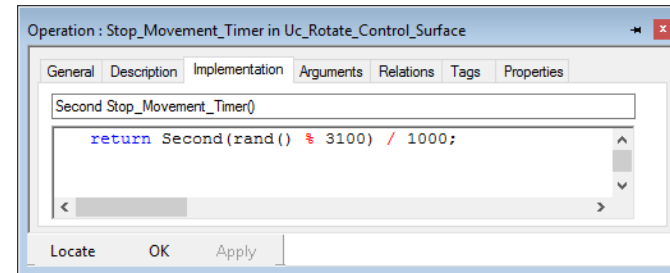 Operation : Stop_Movement_Timer in Uc_Rotate_Control_Surface
General Description Implementation Arguments Relations Tags Properties
Second Stop_Movement_Timer()
return Second(rand() % 3100) / 1000;
Locate OK Apply